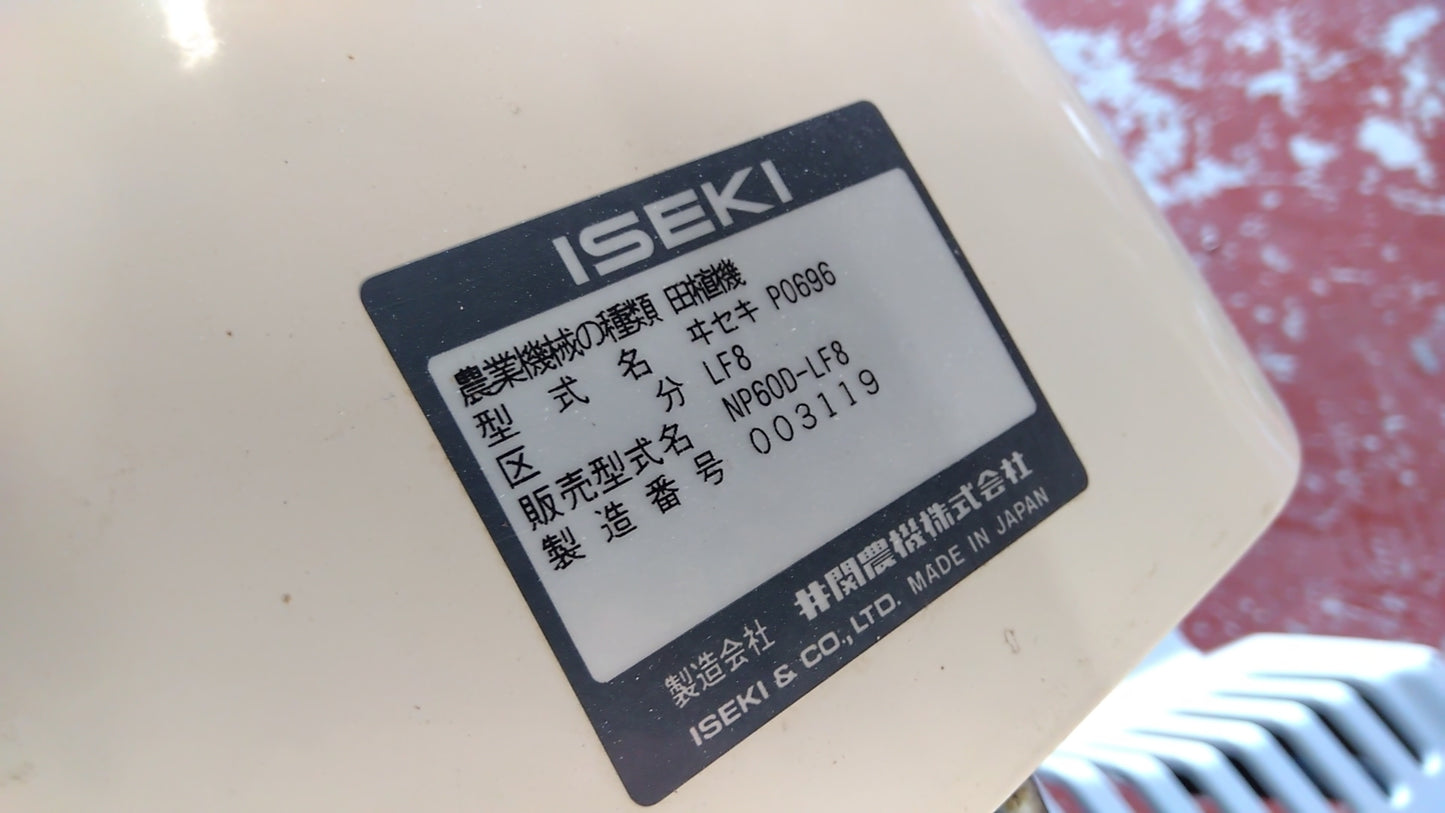 ISEKI
農業機械の種類 田植機
型式名 ヰセキ P0696
区分 LF8
販売型式名 NP60D-LF8
製造番号 003119
製造会社 井関農機株式会社
ISEKI & CO., LTD. MADE IN JAPAN